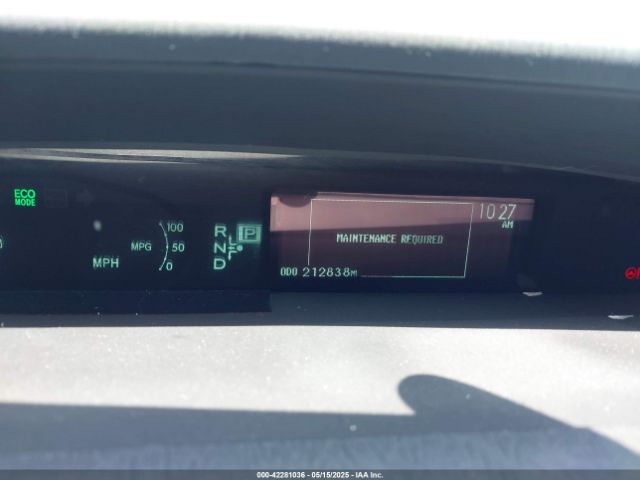 ECO
MODE
100
MPG 50
MPH 0
R P
N
D
10:27
AM
MAINTENANCE REQUIRED
ODO 212838MI
000-42281036 - 05/15/2025 - IAA Inc.